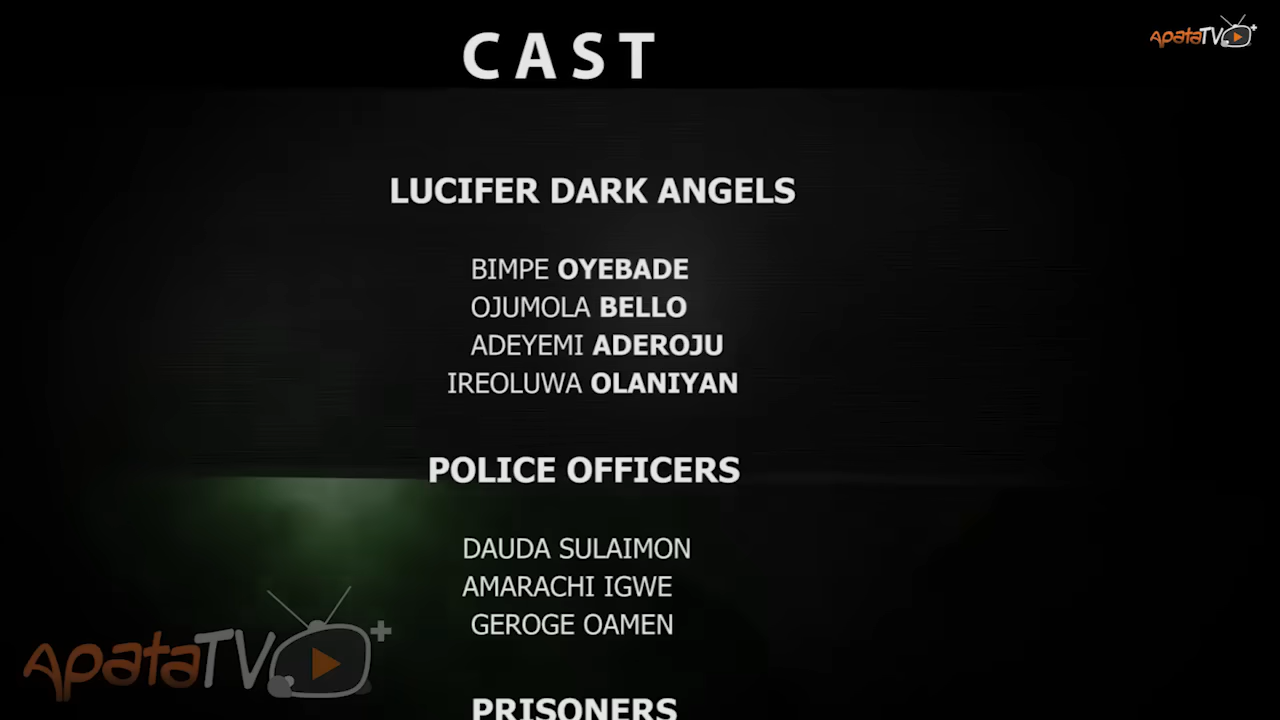 CAST
ApataTV+
LUCIFER DARK ANGELS
BIMPE OYEBADE
OJUMOLA BELLO
ADEYEMI ADEROJU
IREOLUWA OLANIYAN
POLICE OFFICERS
DAUDA SULAIMON
AMARACHI IGWE
GEROGE OAMEN
ApataTV+
PRISONERS